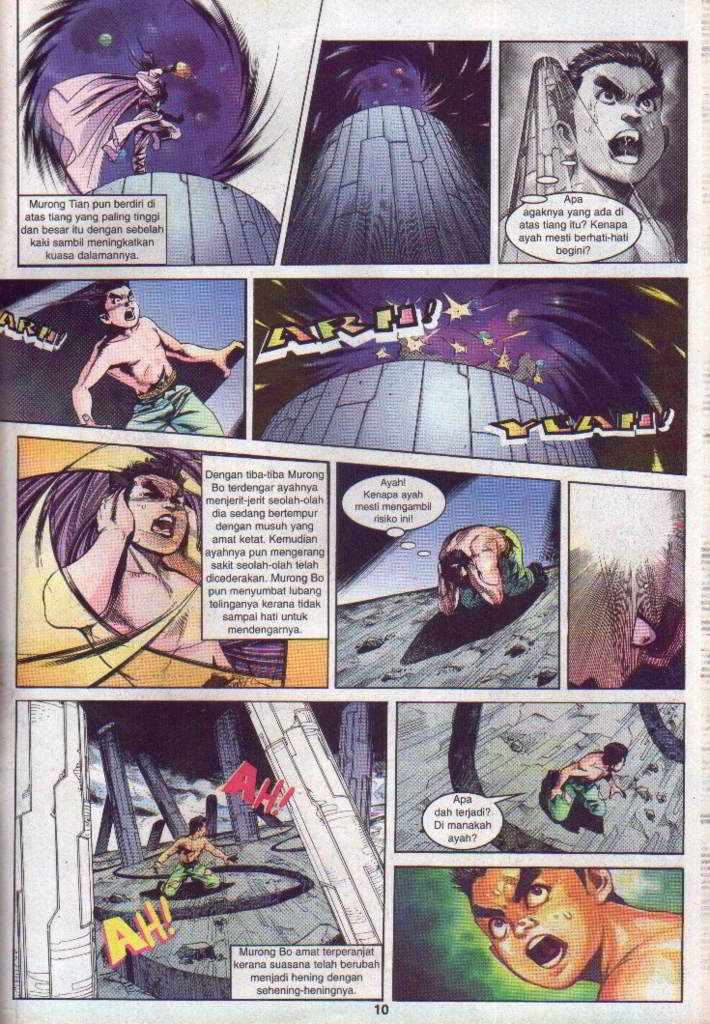 Murong Tian pun berdiri di
atas tiang yang paling tinggi
dan besar itu dengan sebelah
kaki sambil meningkatkan
kuasa dalamannya.
Apa
agaknya yang ada di
atas tiang itu? Kenapa
ayah mesti berhati-hati
begini?
ARH!
ARH!
YEAH!
Dengan tiba-tiba Murong
Bo terdengar ayahnya
menjerit-jerit seolah-olah
dia sedang bertempur
dengan musuh yang
amat ketat. Kemudian
ayahnya pun mengerang
sakit seolah-olah telah
dicederakan. Murong Bo
pun menyumbat lubang
telinganya kerana tidak
sampai hati untuk
mendengarnya.
Ayah!
Kenapa ayah
mesti mengambil
risiko ini!
AH!
AH!
Murong Bo amat terperanjat
kerana suasana telah berubah
menjadi hening dengan
sehening-heningnya.
Apa
dah terjadi?
Di manakah
ayah?
10